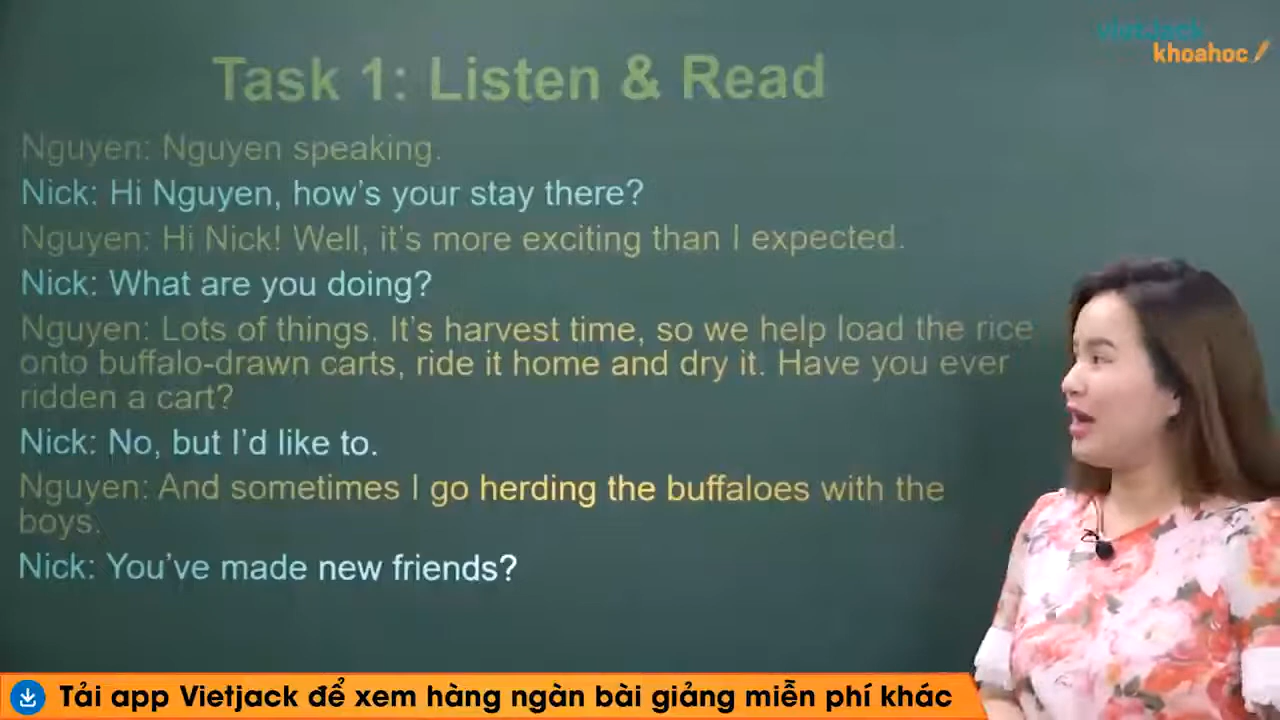 vietJack
khoahoc
Task 1: Listen & Read
Nguyen: Nguyen speaking.
Nick: Hi Nguyen, how's your stay there?
Nguyen: Hi Nick! Well, it's more exciting than I expected.
Nick: What are you doing?
Nguyen: Lots of things. It's harvest time, so we help load the rice
onto buffalo-drawn carts, ride it home and dry it. Have you ever
ridden a cart?
Nick: No, but I'd like to.
Nguyen: And sometimes I go herding the buffaloes with the
boys.
Nick: You've made new friends?
Tải app Vietjack để xem hàng ngàn bài giảng miễn phí khác